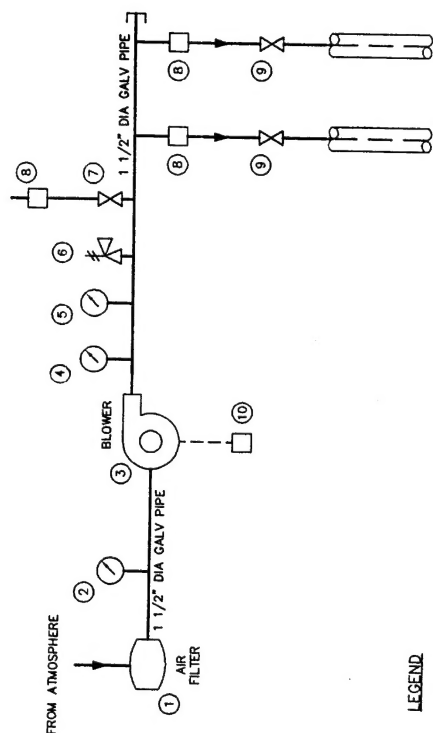 FROM ATMOSPHERE
1
AIR
FILTER
2
1 1/2" DIA GALV PIPE
3
BLOWER
10
4
5
6
7
8
1 1/2" DIA GALV PIPE
8
9
8
9
LEGEND